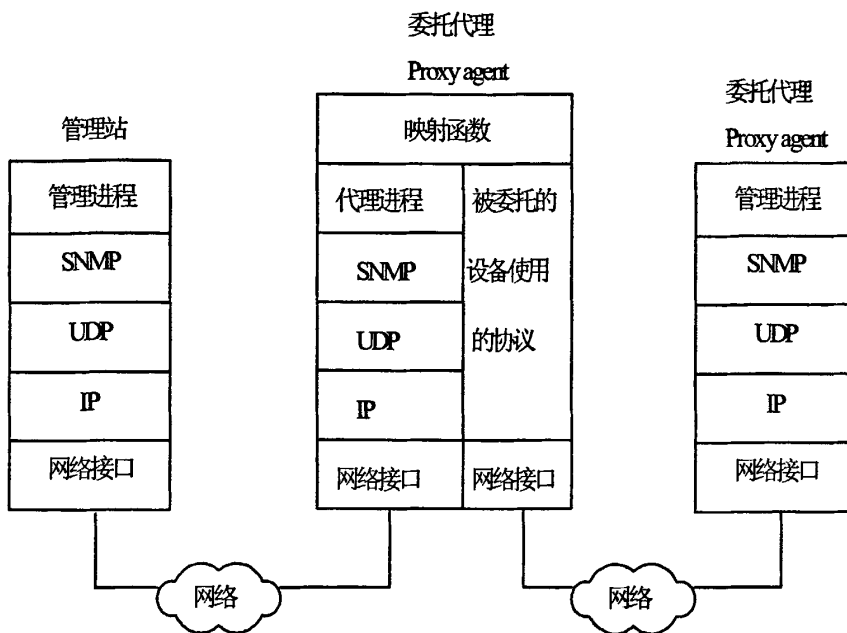 委托代理
Proxy agent
管理站
映射函数
委托代理
Proxy agent
管理进程
代理进程
被委托的
管理进程
SNMP
SNMP
设备使用
SNMP
UDP
UDP
的协议
UDP
IP
IP
IP
网络接口
网络接口
网络接口
网络接口
网络
网络